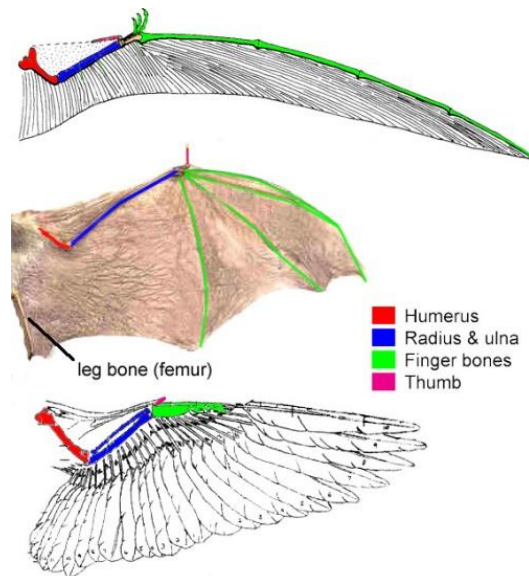 Humerus
Radius & ulna
Finger bones
Thumb
leg bone (femur)